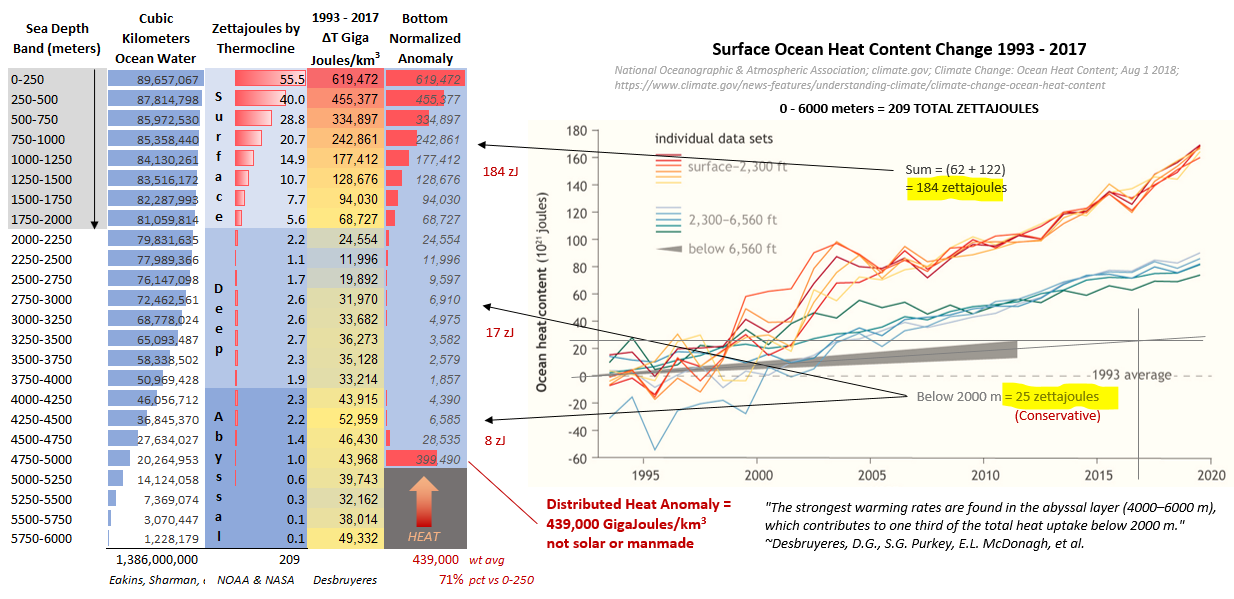 Sea Depth
Band (meters)
Cubic
Kilometers
Ocean Water
Zettajoules by
Thermocline
1993 - 2017
ΔT Giga
Joules/km³
Bottom
Normalized
Anomaly
0-250 89,657,067 55.5 619,472 619,472
250-500 87,814,798 S 40.0 455,377 455,377
500-750 85,972,530 u 28.8 334,897 334,897
750-1000 85,358,440 r 20.7 242,861 242,861
1000-1250 84,130,261 f 14.9 177,412 177,412
1250-1500 83,516,172 a 10.7 128,676 128,676
1500-1750 82,287,993 c 7.7 94,030 94,030
1750-2000 81,059,814 e 5.6 68,727 68,727
2000-2250 79,831,635 2.2 24,554 24,554
2250-2500 77,989,366 1.1 11,996 11,996
2500-2750 76,147,098 1.7 19,892 9,597
2750-3000 72,462,561 D 2.6 31,970 6,910
3000-3250 68,778,024 e 2.6 33,682 4,975
3250-3500 65,093,487 e 2.7 36,273 3,582
3500-3750 58,338,502 p 2.3 35,128 2,579
3750-4000 50,969,428 1.9 33,214 1,857
4000-4250 46,056,712 2.3 43,915 4,390
4250-4500 36,845,370 A 2.2 52,959 6,585
4500-4750 27,634,027 b 1.4 46,430 28,535
4750-5000 20,264,953 y 1.0 43,968 399,490
5000-5250 14,124,058 s 0.6 39,743
5250-5500 7,369,074 s 0.3 32,162
5500-5750 3,070,447 a 0.1 38,014
5750-6000 1,228,179 l 0.1 49,332
HEAT
1,386,000,000 209 439,000 wt avg
Eakins, Sharman, NOAA & NASA Desbruyeres 71% pct vs 0-250
184 zJ
17 zJ
8 zJ
Distributed Heat Anomaly =
439,000 GigaJoules/km³
not solar or manmade
Surface Ocean Heat Content Change 1993 - 2017
National Oceanographic & Atmospheric Association; climate.gov; Climate Change: Ocean Heat Content; Aug 1 2018;
https://www.climate.gov/news-features/understanding-climate/climate-change-ocean-heat-content
0 - 6000 meters = 209 TOTAL ZETTAJOULES
Ocean heat content (10²¹ joules)
180
160
140
120
100
80
60
40
20
0
-20
-40
-60
individual data sets
surface–2,300 ft
2,300–6,560 ft
below 6,560 ft
Sum = (62 + 122)
= 184 zettajoules
1993 average
Below 2000 m = 25 zettajoules
(Conservative)
1995 2000 2005 2010 2015 2020
"The strongest warming rates are found in the abyssal layer (4000–6000 m),
which contributes to one third of the total heat uptake below 2000 m."
~Desbruyeres, D.G., S.G. Purkey, E.L. McDonagh, et al.